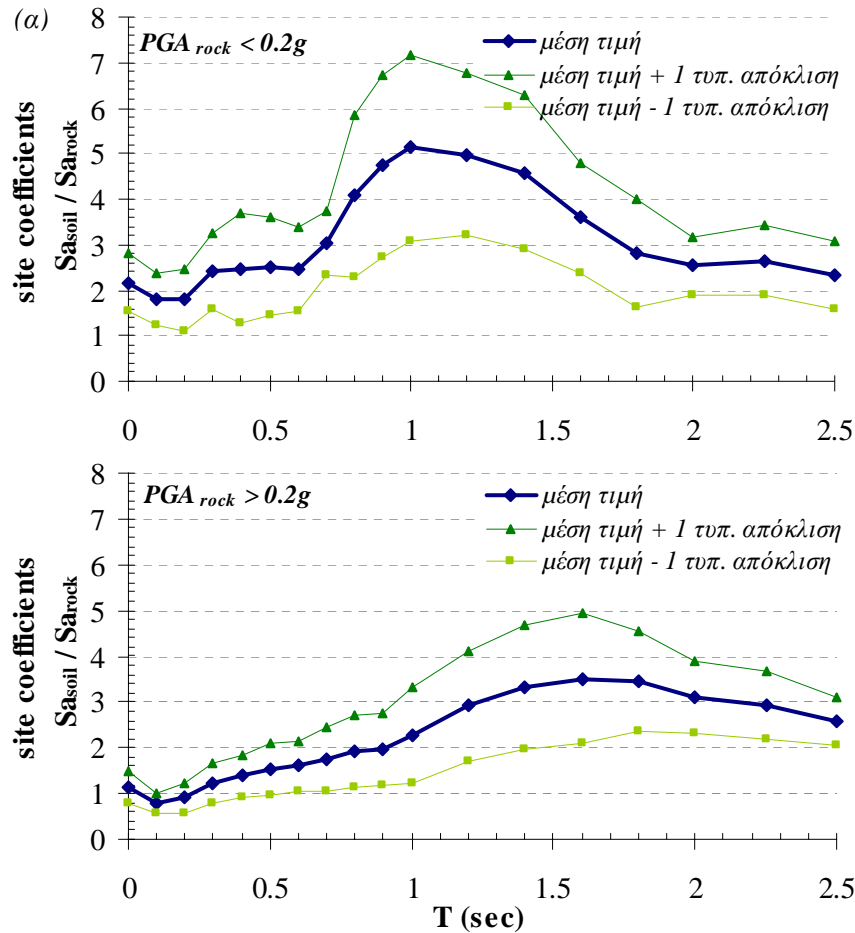 (α)
PGA rock < 0.2g
μέση τιμή
μέση τιμή + 1 τυπ. απόκλιση
μέση τιμή - 1 τυπ. απόκλιση
site coefficients
Sasoil / Sarock
8
7
6
5
4
3
2
1
0
0
0.5
1
1.5
2
2.5
PGA rock > 0.2g
μέση τιμή
μέση τιμή + 1 τυπ. απόκλιση
μέση τιμή - 1 τυπ. απόκλιση
site coefficients
Sasoil / Sarock
8
7
6
5
4
3
2
1
0
0
0.5
1
1.5
2
2.5
T (sec)